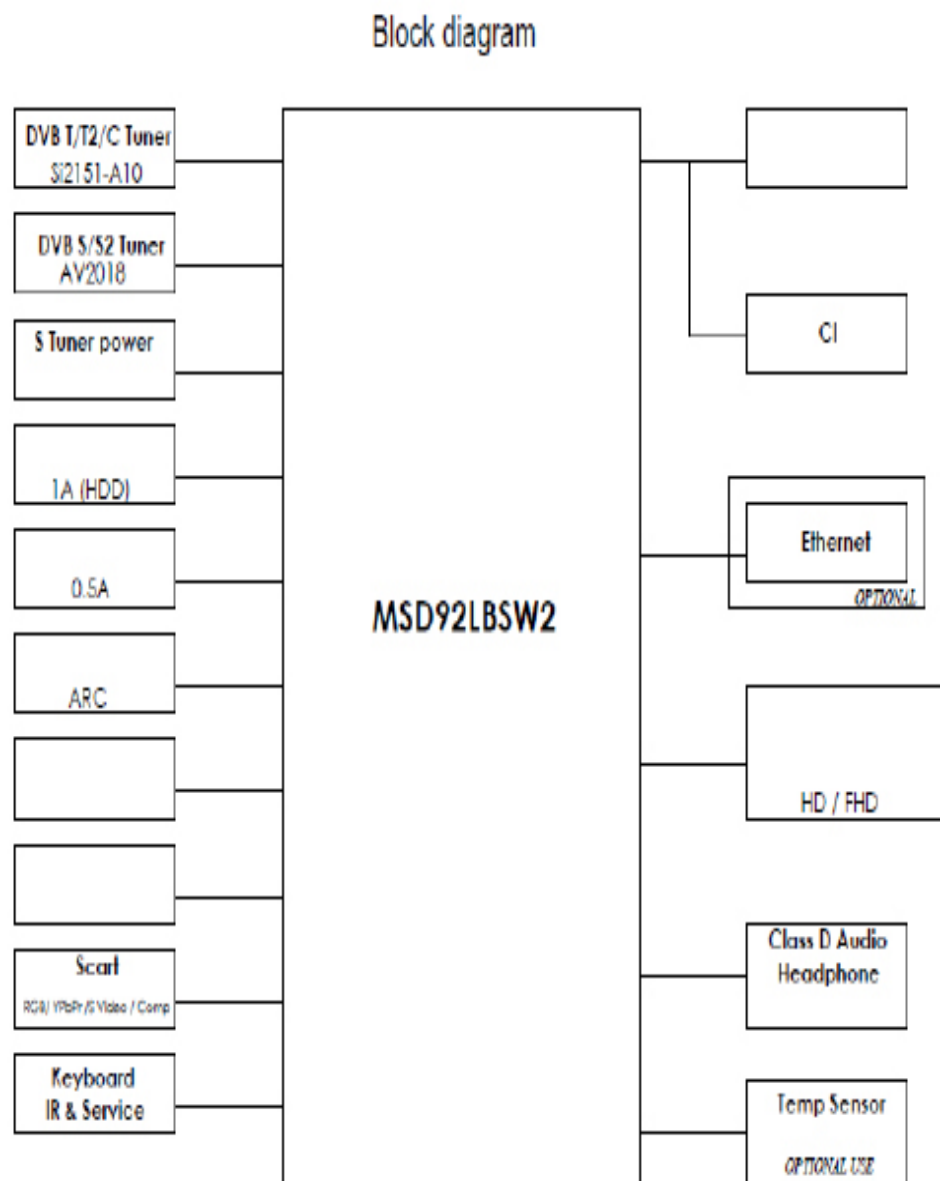 Block diagram
DVB T/T2/C Tuner
Si2151-A10
DVB S/S2 Tuner
AV2018
S Tuner power
1A (HDD)
0.5A
ARC
Scart
RGB/ YPbPr /S Video / Comp
Keyboard
IR & Service
MSD92LBSW2
CI
Ethernet
OPTIONAL
HD / FHD
Class D Audio
Headphone
Temp Sensor
OPTIONAL USE